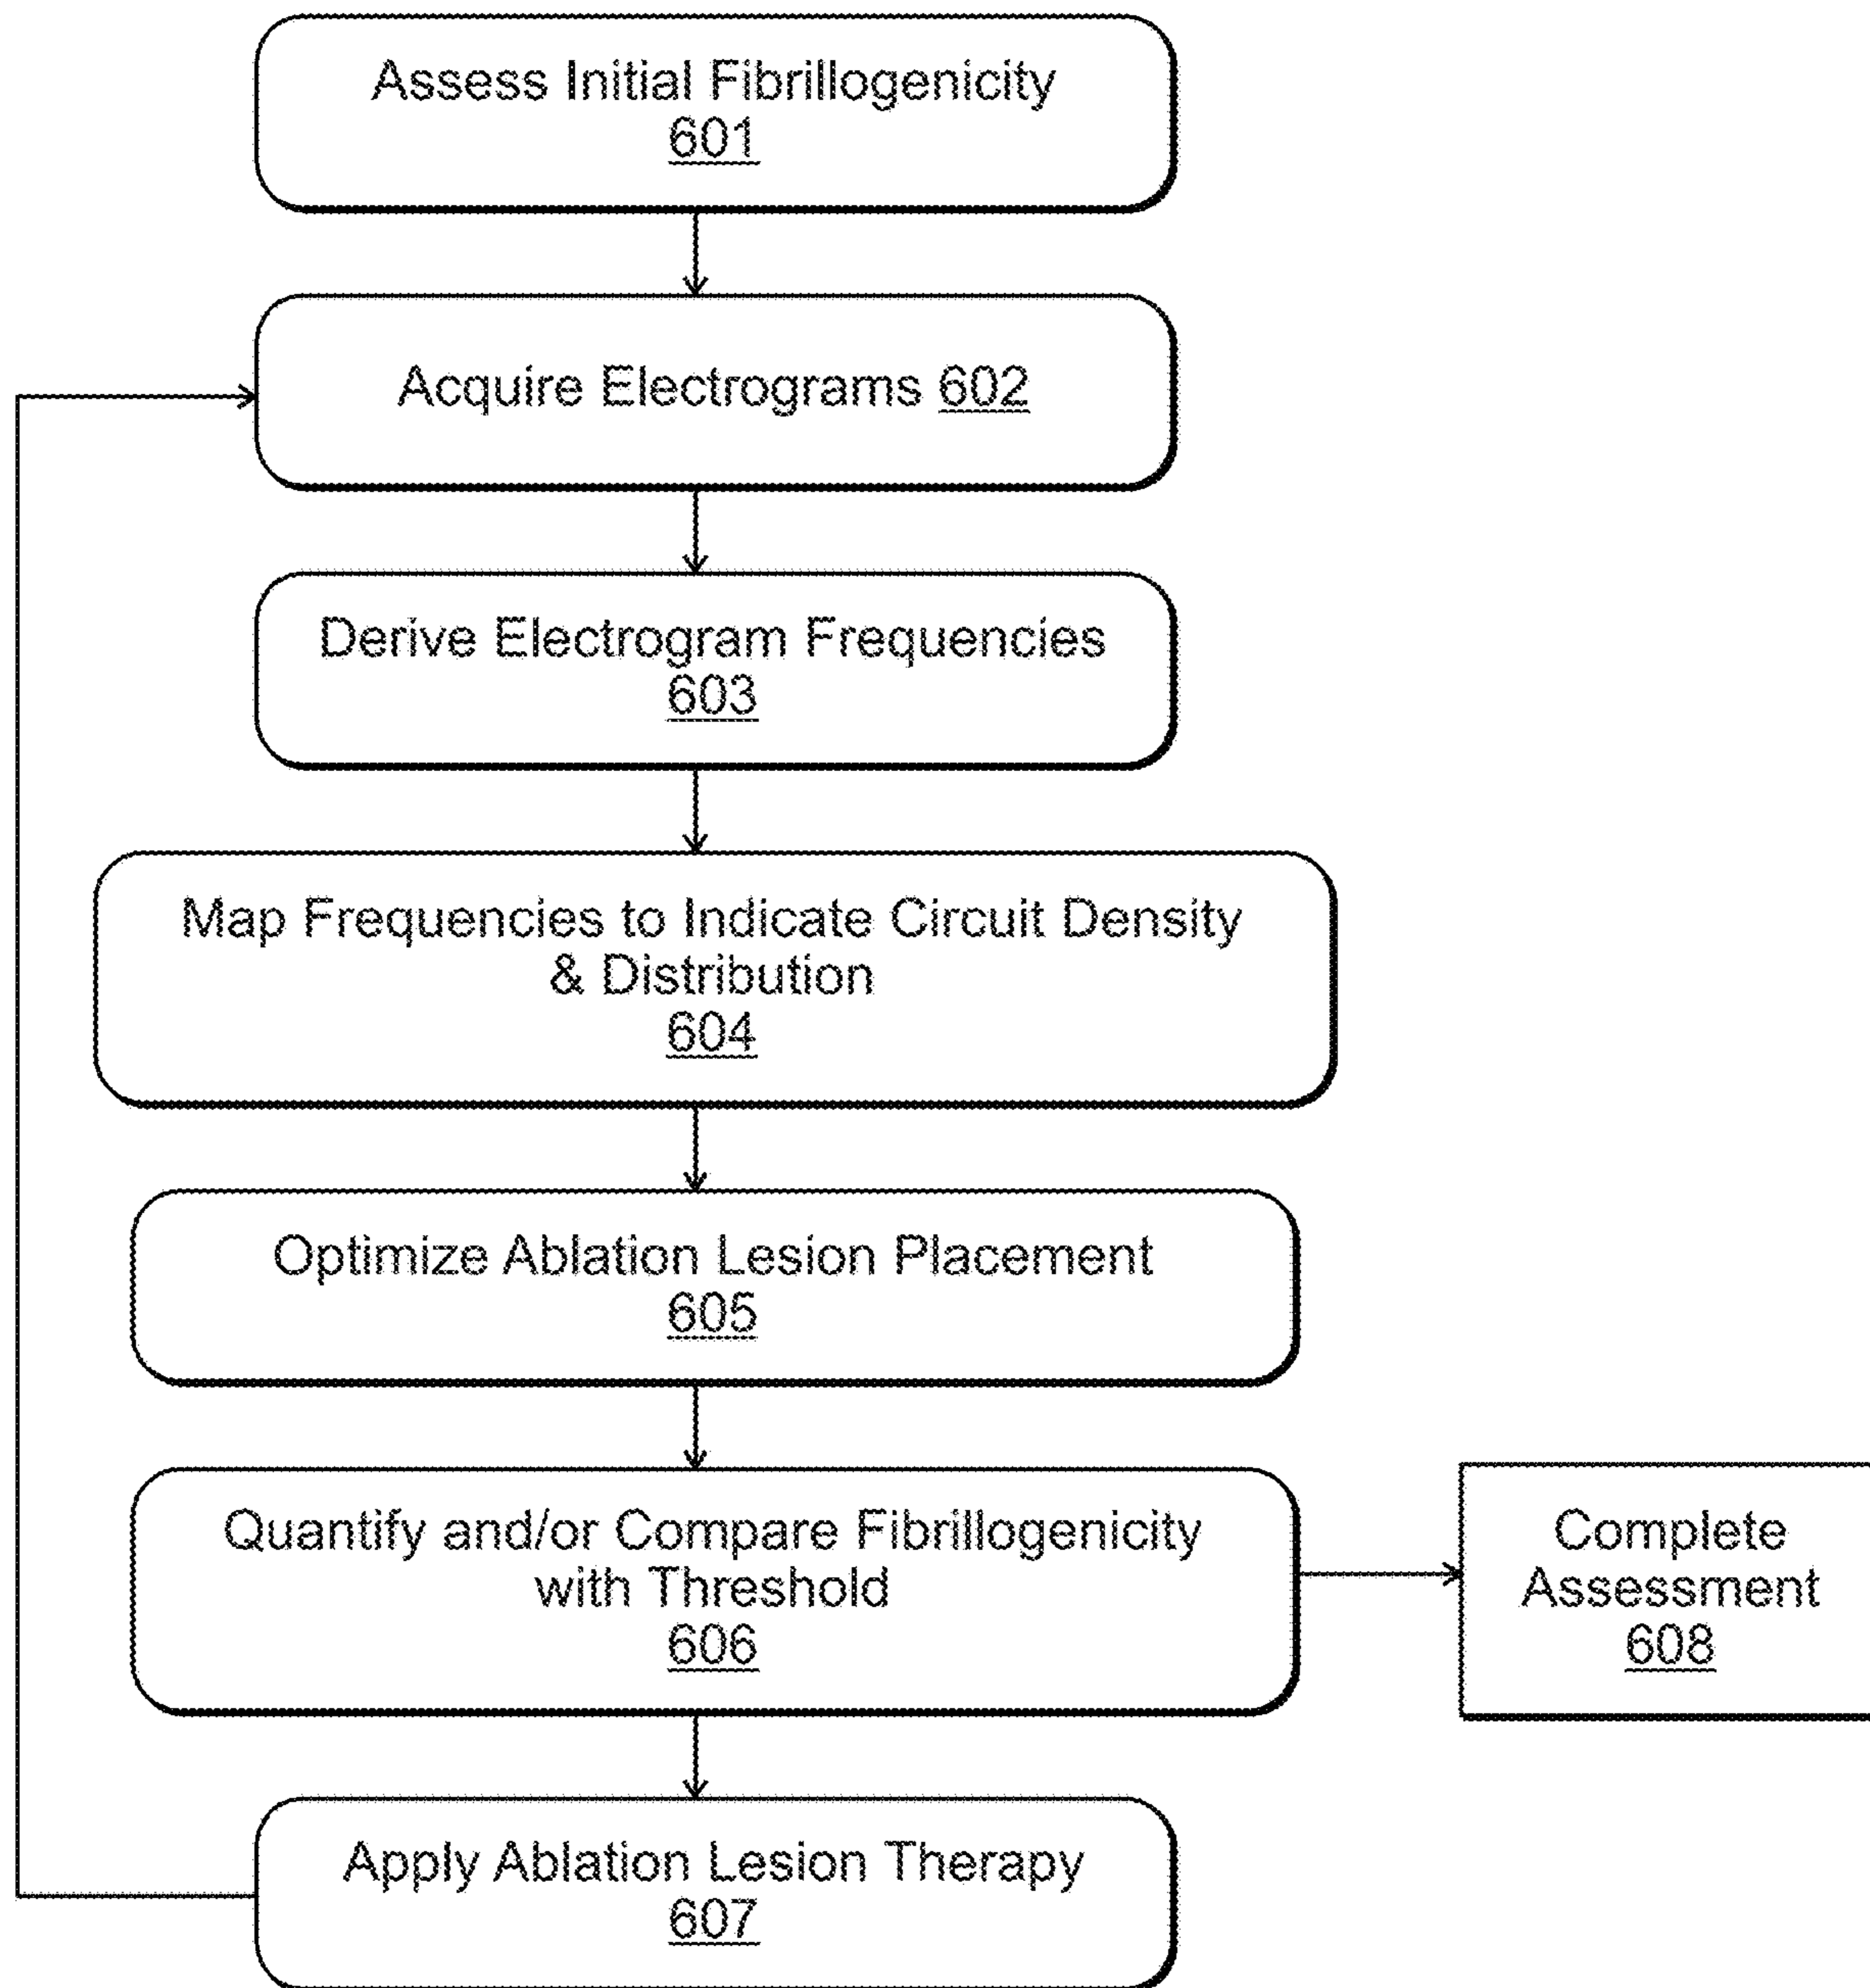 Assess Initial Fibrillogenicity
601
Acquire Electrograms 602
Derive Electrogram Frequencies
603
Map Frequencies to Indicate Circuit Density
& Distribution
604
Optimize Ablation Lesion Placement
605
Quantify and/or Compare Fibrillogenicity
with Threshold
606
Complete
Assessment
608
Apply Ablation Lesion Therapy
607